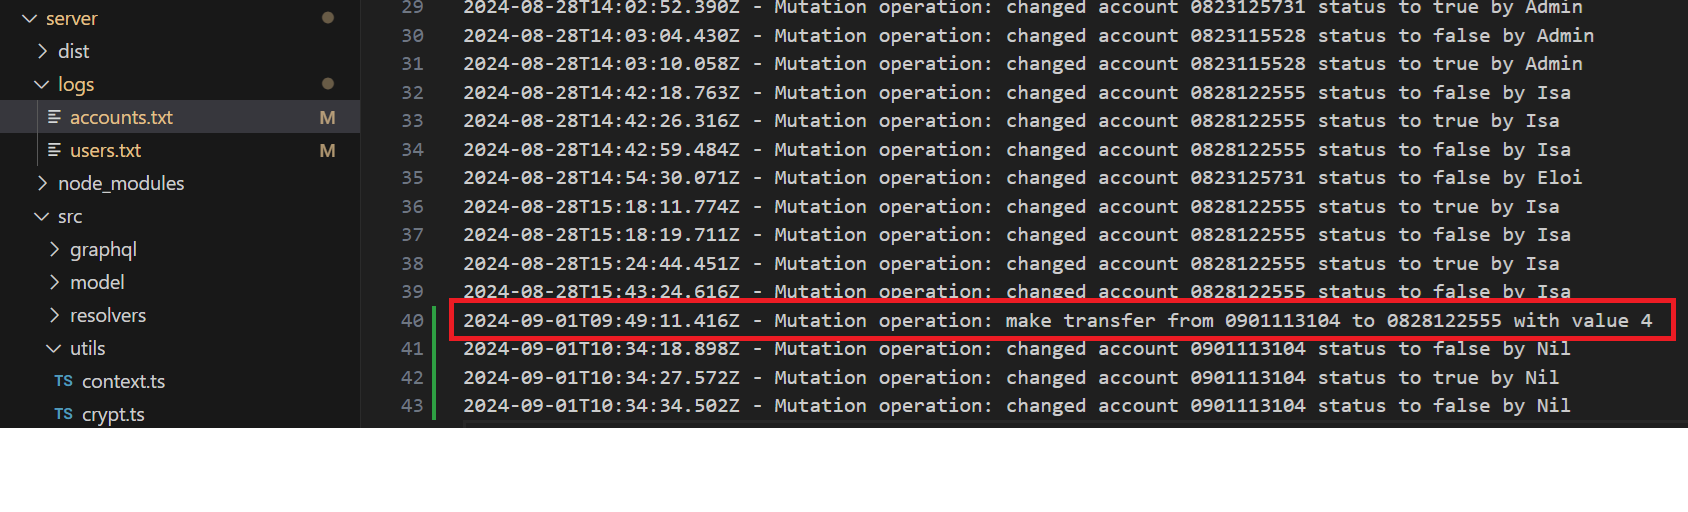 server
dist
logs
accounts.txt M
users.txt M
node_modules
src
graphql
model
resolvers
utils
TS context.ts
TS crypt.ts
29 2024-08-28T14:02:52.390Z - Mutation operation: changed account 0823125731 status to true by Admin
30 2024-08-28T14:03:04.430Z - Mutation operation: changed account 0823115528 status to false by Admin
31 2024-08-28T14:03:10.058Z - Mutation operation: changed account 0823115528 status to true by Admin
32 2024-08-28T14:42:18.763Z - Mutation operation: changed account 0828122555 status to false by Isa
33 2024-08-28T14:42:26.316Z - Mutation operation: changed account 0828122555 status to true by Isa
34 2024-08-28T14:42:59.484Z - Mutation operation: changed account 0828122555 status to false by Isa
35 2024-08-28T14:54:30.071Z - Mutation operation: changed account 0823125731 status to false by Eloi
36 2024-08-28T15:18:11.774Z - Mutation operation: changed account 0828122555 status to true by Isa
37 2024-08-28T15:18:19.711Z - Mutation operation: changed account 0828122555 status to false by Isa
38 2024-08-28T15:24:44.451Z - Mutation operation: changed account 0828122555 status to true by Isa
39 2024-08-28T15:43:24.616Z - Mutation operation: changed account 0828122555 status to false by Isa
40 2024-09-01T09:49:11.416Z - Mutation operation: make transfer from 0901113104 to 0828122555 with value 4
41 2024-09-01T10:34:18.898Z - Mutation operation: changed account 0901113104 status to false by Nil
42 2024-09-01T10:34:27.572Z - Mutation operation: changed account 0901113104 status to true by Nil
43 2024-09-01T10:34:34.502Z - Mutation operation: changed account 0901113104 status to false by Nil